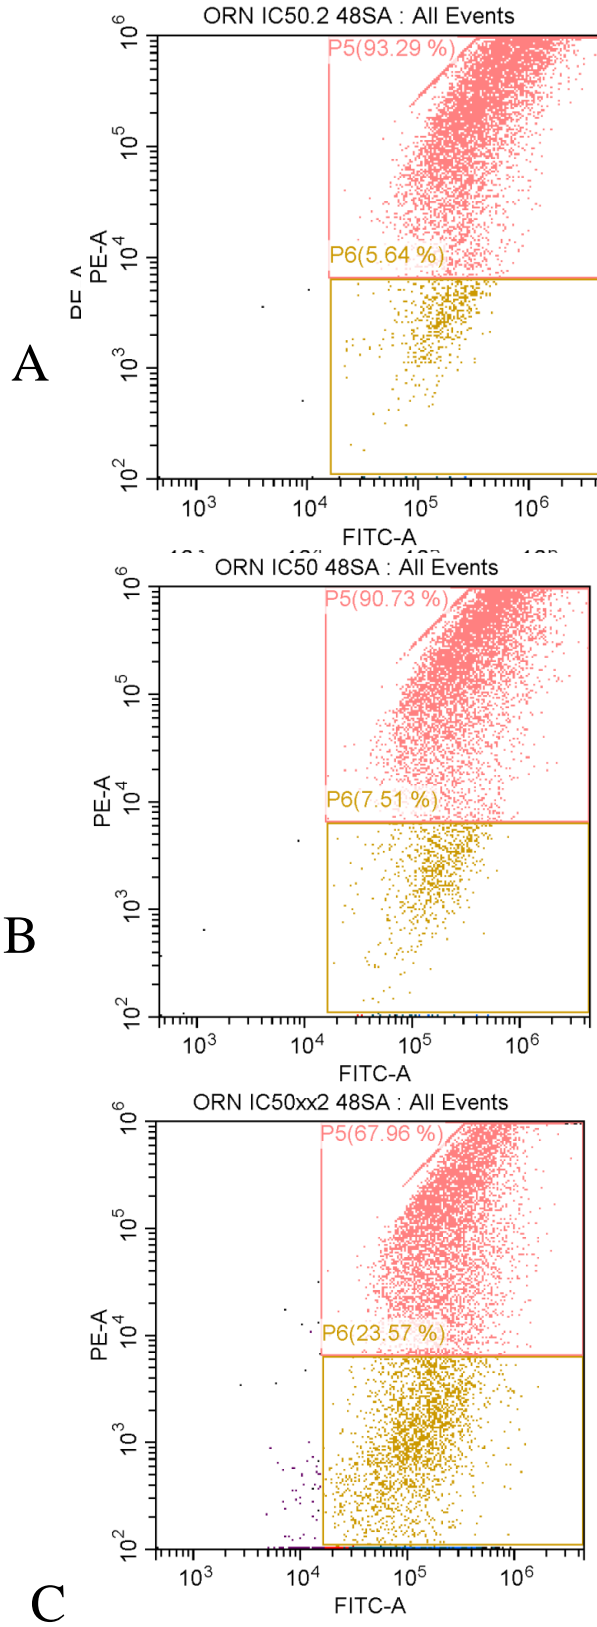 ORN IC50.2 48SA : All Events
10^6
P5(93.29 %)
10^5
10^4
P6(5.64 %)
PE-A
PE-A
A
10^3
10^2
10^3 10^4 10^5 10^6
FITC-A
ORN IC50 48SA : All Events
10^6
P5(90.73 %)
10^5
PE-A
10^4
P6(7.51 %)
10^3
B
10^2
10^3 10^4 10^5 10^6
FITC-A
ORN IC50xx2 48SA : All Events
10^6
P5(67.96 %)
10^5
PE-A
10^4
P6(23.57 %)
10^3
10^2
10^3 10^4 10^5 10^6
FITC-A
C